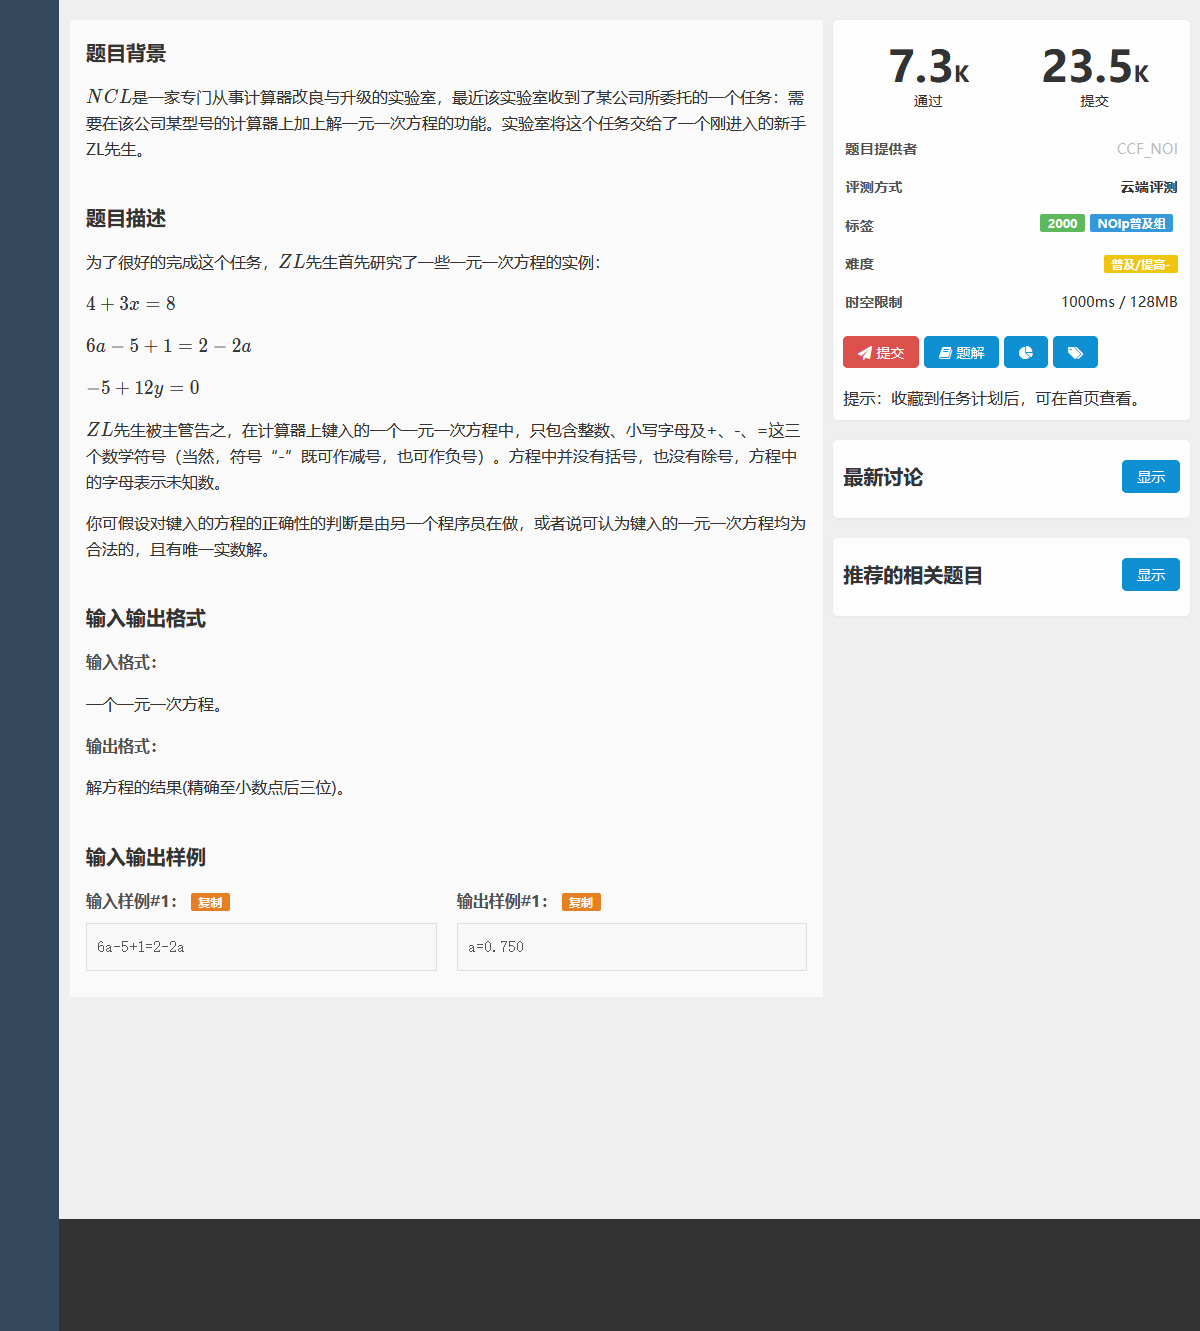 题目背景
NCL是一家专门从事计算器改良与升级的实验室，最近该实验室收到了某公司所委托的一个任务：需
要在该公司某型号的计算器上加上解一元一次方程的功能。实验室将这个任务交给了一个刚进入的新手
ZL先生。
题目描述
为了很好的完成这个任务，ZL先生首先研究了一些一元一次方程的实例：
4 + 3x = 8
6a − 5 + 1 = 2 − 2a
−5 + 12y = 0
ZL先生被主管告之，在计算器上键入的一个一元一次方程中，只包含整数、小写字母及+、-、=这三
个数学符号（当然，符号“-”既可作减号，也可作负号）。方程中并没有括号，也没有除号，方程中
的字母表示未知数。
你可假设对键入的方程的正确性的判断是由另一个程序员在做，或者说可认为键入的一元一次方程均为
合法的，且有唯一实数解。
输入输出格式
输入格式：
一个一元一次方程。
输出格式：
解方程的结果(精确至小数点后三位)。
输入输出样例
输入样例#1： 复制
6a-5+1=2-2a
输出样例#1： 复制
a=0.750
7.3K 23.5K
通过 提交
题目提供者 CCF_NOI
评测方式 云端评测
标签 2000 NOIp普及组
难度 普及/提高-
时空限制 1000ms / 128MB
提交 题解
提示：收藏到任务计划后，可在首页查看。
最新讨论 显示
推荐的相关题目 显示